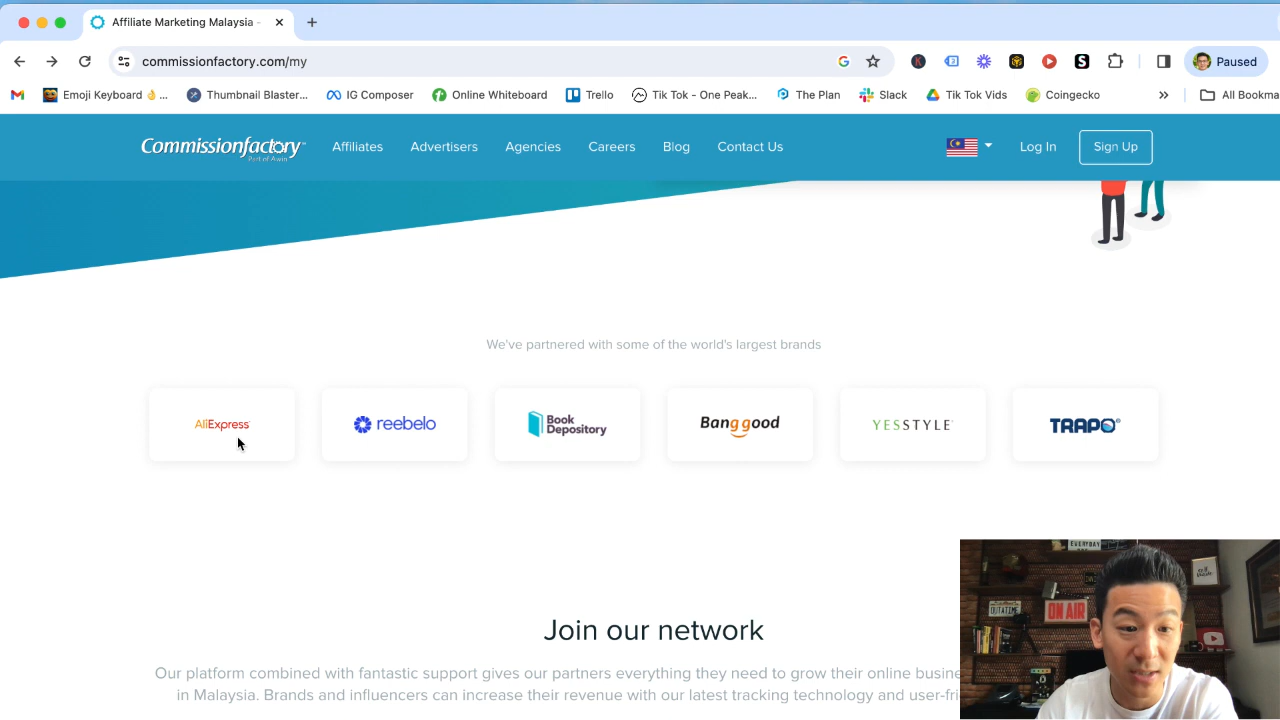 Affiliate Marketing Malaysia -
commissionfactory.com/my
Paused
Emoji Keyboard 👌 ...
Thumbnail Blaster...
IG Composer
Online Whiteboard
Trello
Tik Tok - One Peak...
The Plan
Slack
Tik Tok Vids
Coingecko
All Bookma
Commissionfactory
Part of Awin
Affiliates
Advertisers
Agencies
Careers
Blog
Contact Us
Log In
Sign Up
We've partnered with some of the world's largest brands
AliExpress
reebelo
Book
Depository
Banggood
YESSTYLE
TRAPO
Join our network
Our platform combined with fantastic support gives our partners everything they need to grow their online busine
in Malaysia. Brands and influencers can increase their revenue with our latest tracking technology and user-fri
EVERYDAY
ON AIR